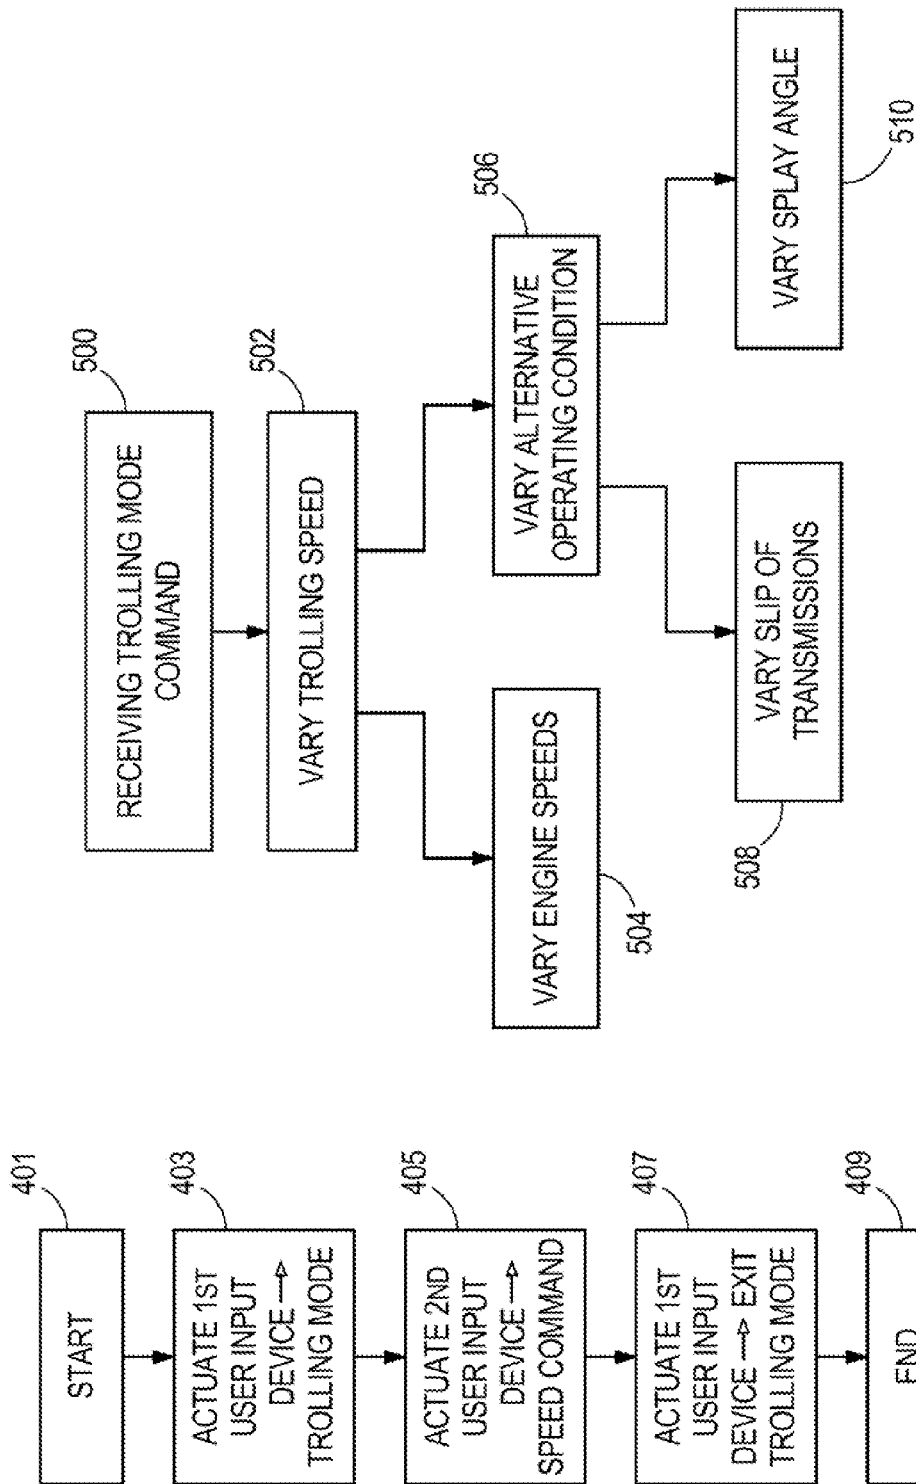 401
START
403
ACTUATE 1ST
USER INPUT
DEVICE →
TROLLING MODE
405
ACTUATE 2ND
USER INPUT
DEVICE →
SPEED COMMAND
407
ACTUATE 1ST
USER INPUT
DEVICE → EXIT
TROLLING MODE
409
END
500
RECEIVING TROLLING MODE
COMMAND
502
VARY TROLLING SPEED
VARY ENGINE SPEEDS
504
506
VARY ALTERNATIVE
OPERATING CONDITION
VARY SLIP OF
TRANSMISSIONS
508
VARY SPLAY ANGLE
510